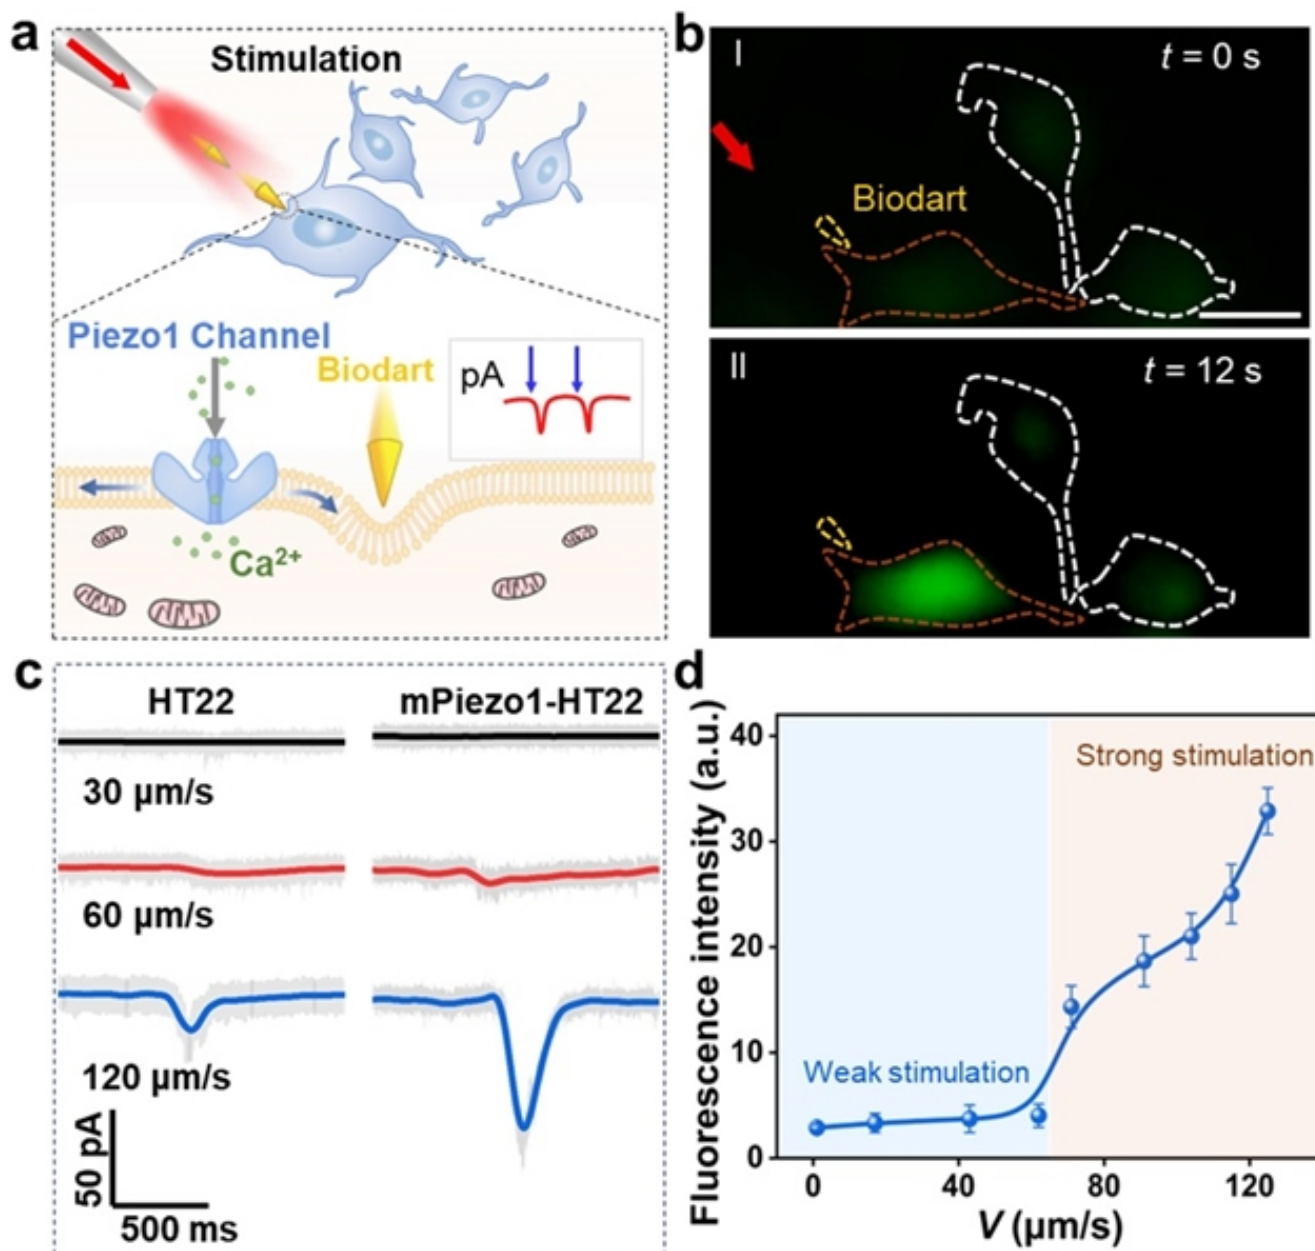 a
Stimulation
Piezo1 Channel
Biodart
pA
Ca²⁺
b
I
t = 0 s
Biodart
II
t = 12 s
c
HT22
mPiezo1-HT22
30 µm/s
60 µm/s
120 µm/s
50 pA
500 ms
d
Fluorescence intensity (a.u.)
40
30
20
10
0
Strong stimulation
Weak stimulation
0
40
80
120
V (µm/s)